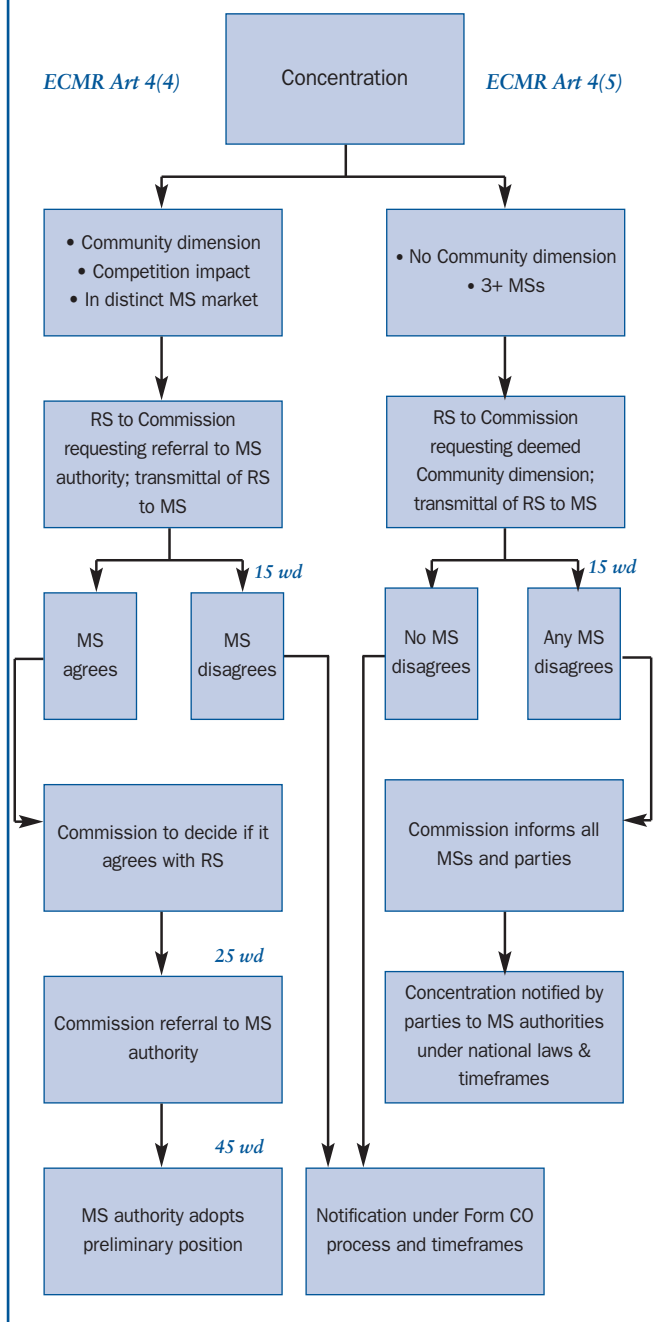 ECMR Art 4(4)
Concentration
ECMR Art 4(5)
• Community dimension
• Competition impact
• In distinct MS market
• No Community dimension
• 3+ MSs
RS to Commission
requesting referral to MS
authority; transmittal of RS
to MS
RS to Commission
requesting deemed
Community dimension;
transmittal of RS to MS
15 wd
15 wd
MS
agrees
MS
disagrees
No MS
disagrees
Any MS
disagrees
Commission to decide if it
agrees with RS
Commission informs all
MSs and parties
25 wd
Commission referral to MS
authority
Concentration notified by
parties to MS authorities
under national laws &
timeframes
45 wd
MS authority adopts
preliminary position
Notification under Form CO
process and timeframes